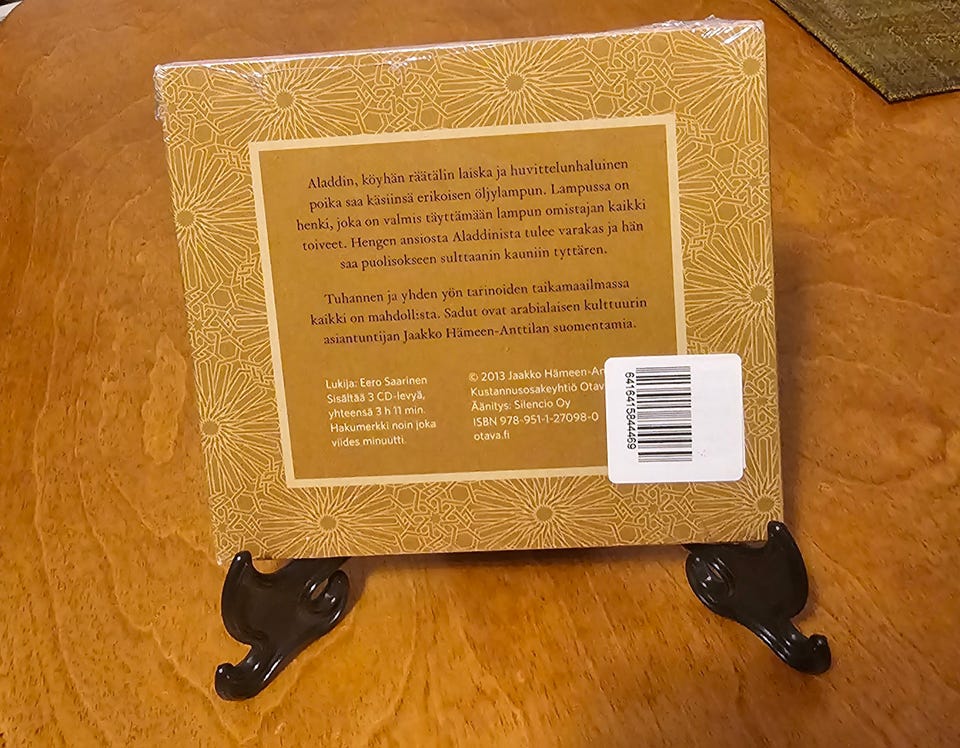 Aladdin, köyhän räätälin laiska ja huvittelunhaluinen
poika saa käsiinsä erikoisen öljylampun. Lampussa on
henki, joka on valmis täyttämään lampun omistajan kaikki
toiveet. Hengen ansiosta Aladdinista tulee varakas ja hän
saa puolisokseen sulttaanin kauniin tyttären.
Tuhannen ja yhden yön tarinoiden taikamaailmassa
kaikki on mahdoll:sta. Sadut ovat arabialaisen kulttuurin
asiantuntijan Jaakko Hämeen-Anttilan suomentamia.
Lukija: Eero Saarinen
Sisältää 3 CD-levyä,
yhteensä 3 h 11 min.
Hakumerkki noin joka
viides minuutti.
© 2013 Jaakko Hämeen-An
Kustannusosakeyhtiö Otav
Äänitys: Silencio Oy
ISBN 978-951-1-27098-0
otava.fi
6416415844469